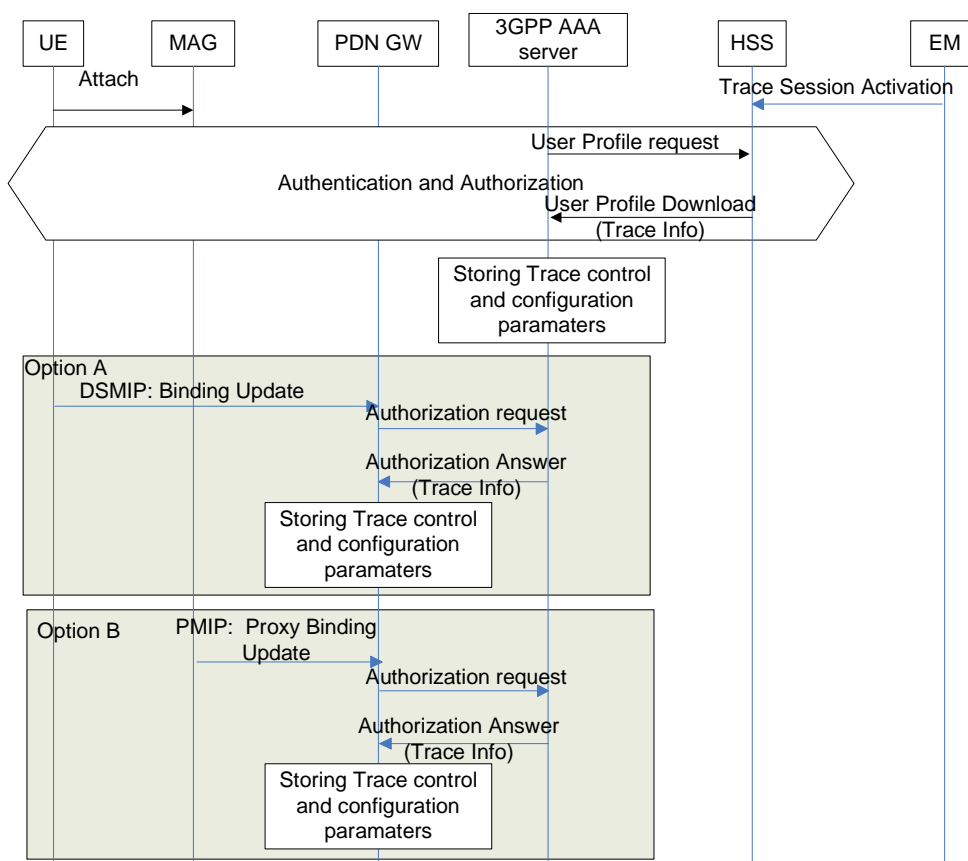 UE
MAG
PDN GW
3GPP AAA
server
HSS
EM
Attach
Trace Session Activation
User Profile request
Authentication and Authorization
User Profile Download
(Trace Info)
Storing Trace control
and configuration
paramaters
Option A
DSMIP: Binding Update
Authorization request
Authorization Answer
(Trace Info)
Storing Trace control
and configuration
paramaters
Option B
PMIP: Proxy Binding
Update
Authorization request
Authorization Answer
(Trace Info)
Storing Trace control
and configuration
paramaters